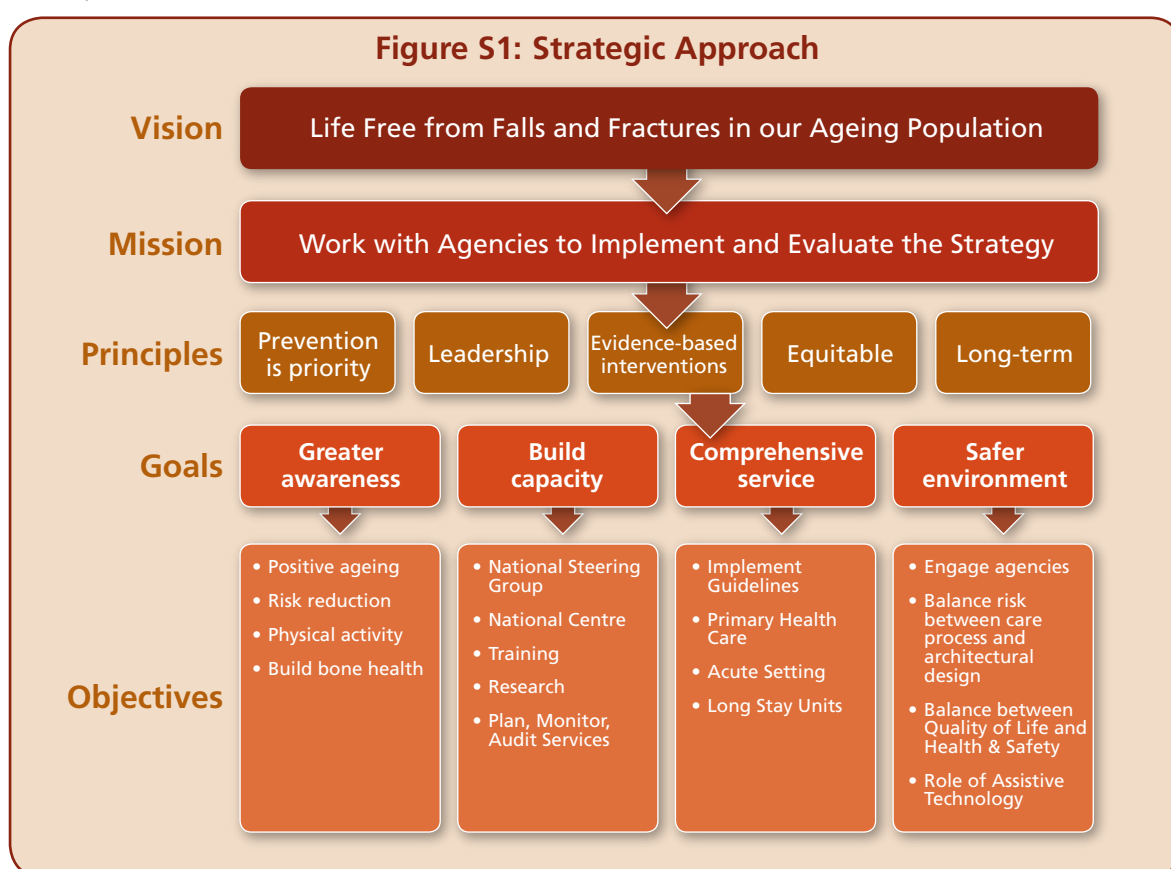 Figure S1: Strategic Approach
Vision
Life Free from Falls and Fractures in our Ageing Population
Mission
Work with Agencies to Implement and Evaluate the Strategy
Principles
Prevention
is priority
Leadership
Evidence-based
interventions
Equitable
Long-term
Goals
Greater
awareness
Build
capacity
Comprehensive
service
Safer
environment
Objectives
• Positive ageing
• Risk reduction
• Physical activity
• Build bone health
• National Steering
Group
• National Centre
• Training
• Research
• Plan, Monitor,
Audit Services
• Implement
Guidelines
• Primary Health
Care
• Acute Setting
• Long Stay Units
• Engage agencies
• Balance risk
between care
process and
architectural
design
• Balance between
Quality of Life and
Health & Safety
• Role of Assistive
Technology